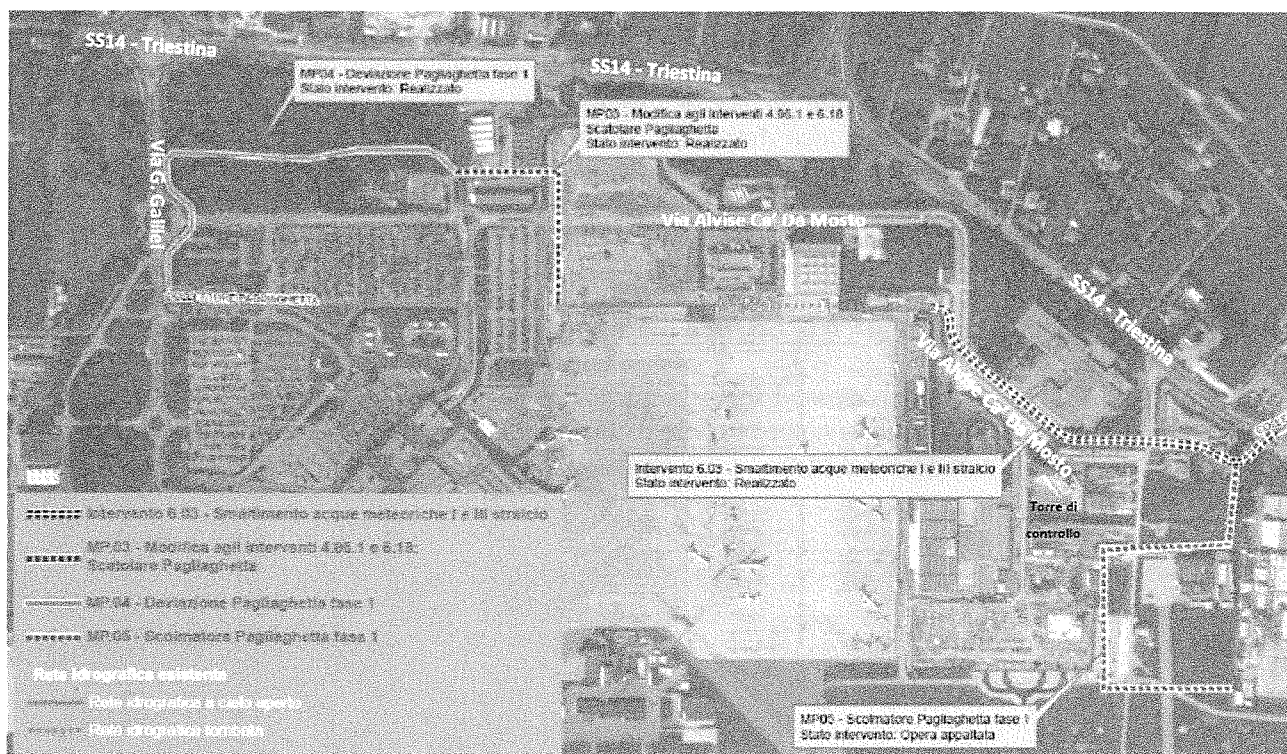 SS14 - Triestina
MP04 - Deviazione Pagliaghetta fase 1
Stato intervento: Realizzato
SS14 - Triestina
MP03 - Modifica agli interventi 4.06.1 e 6.18:
Scatolare Pagliaghetta
Stato intervento: Realizzato
Via G. Galilei
Via Alvise Ca' Da Mosto
SS14 - Triestina
Via Alvise Ca' Da Mosto
Intervento 6.03 - Smaltimento acque meteoriche I e III stralcio
Stato intervento: Realizzato
Torre di
controllo
Intervento 6.03 - Smaltimento acque meteoriche I e III stralcio
MP.03 - Modifica agli interventi 4.06.1 e 6.18:
Scatolare Pagliaghetta
MP.04 - Deviazione Pagliaghetta fase 1
MP.05 - Scolmatore Pagliaghetta fase 1
Rete idrografica esistente
Rete idrografica a cielo aperto
Rete idrografica tombata
MP05 - Scolmatore Pagliaghetta fase 1
Stato intervento: Opera appaltata